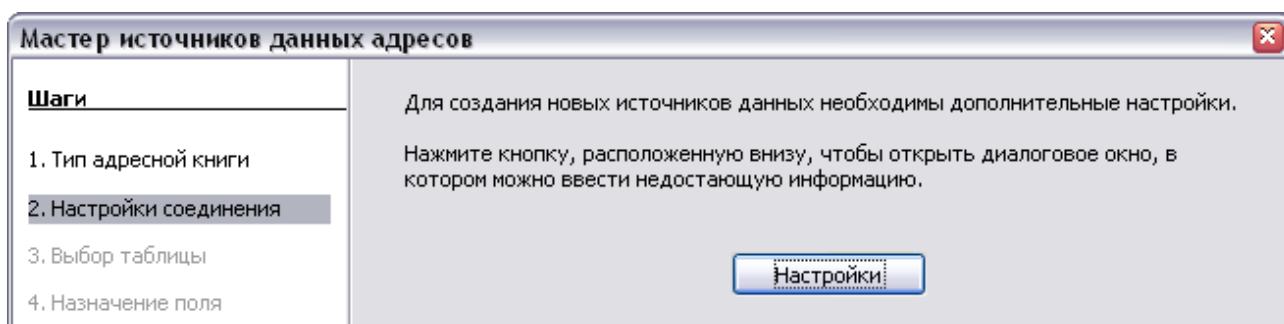 Мастер источников данных адресов
Шаги
1. Тип адресной книги
2. Настройки соединения
3. Выбор таблицы
4. Назначение поля
Для создания новых источников данных необходимы дополнительные настройки.
Нажмите кнопку, расположенную внизу, чтобы открыть диалоговое окно, в
котором можно ввести недостающую информацию.
Настройки